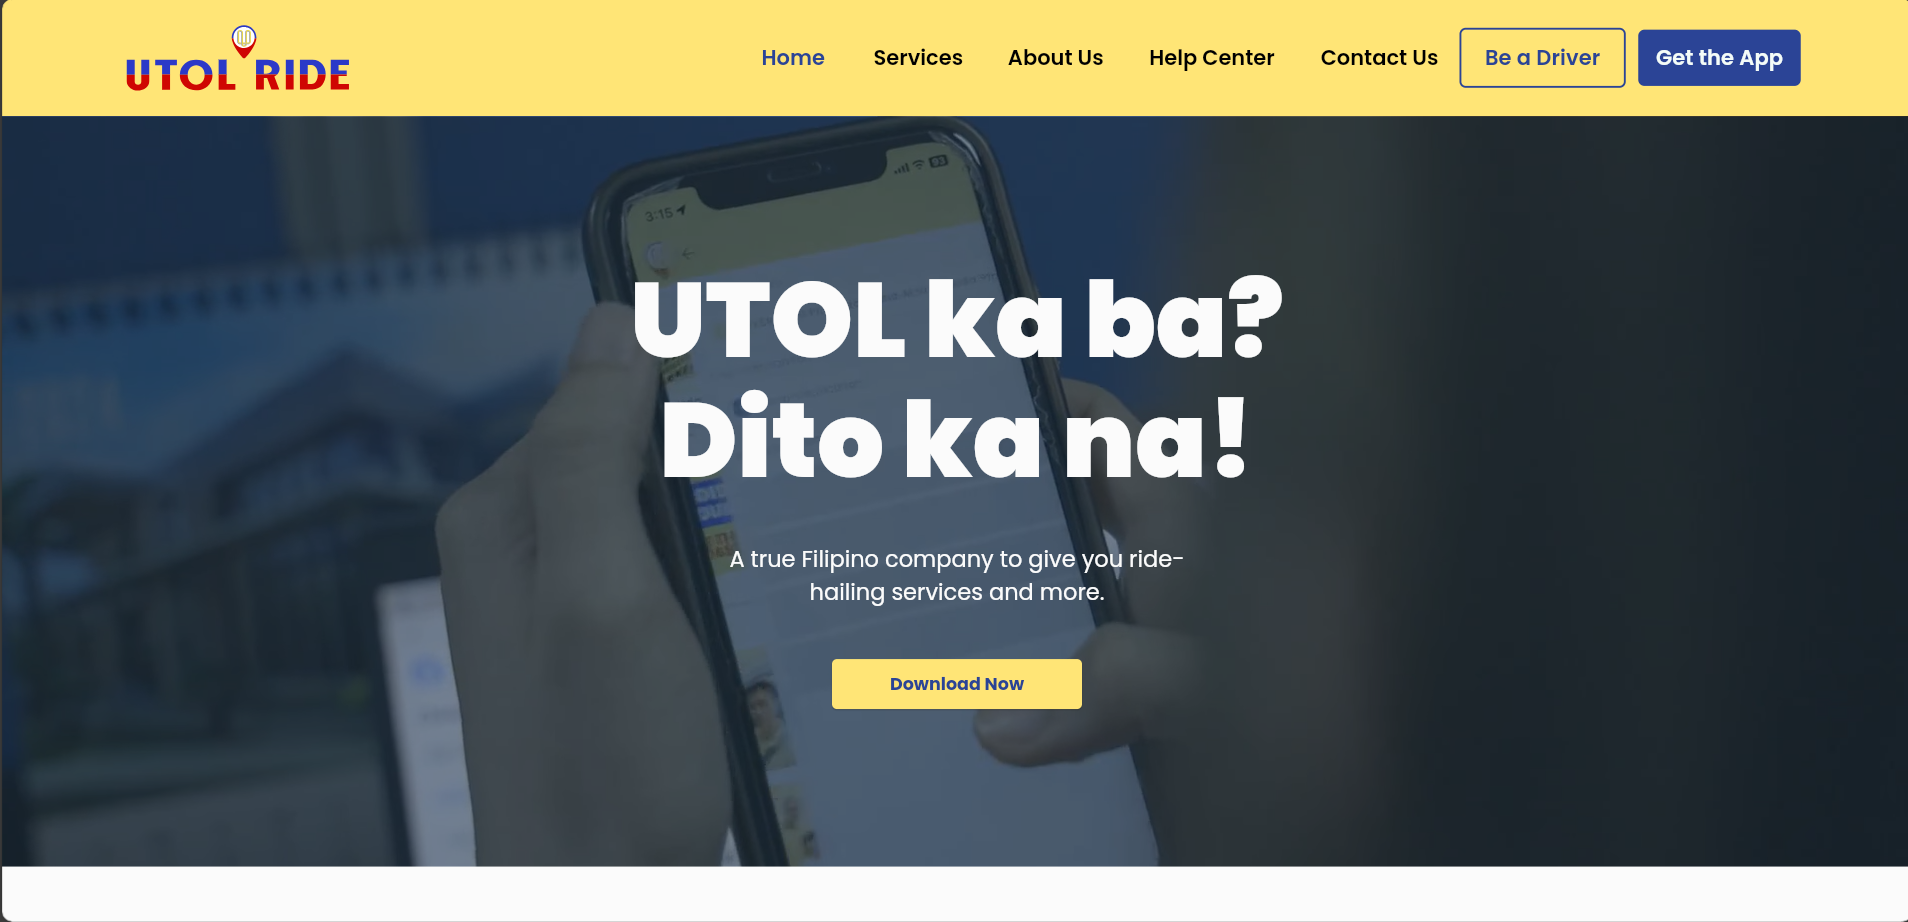 UTOL RIDE
Home Services About Us Help Center Contact Us Be a Driver Get the App
93
3:15
UTOL ka ba?
Dito ka na!
A true Filipino company to give you ride-
hailing services and more.
Download Now